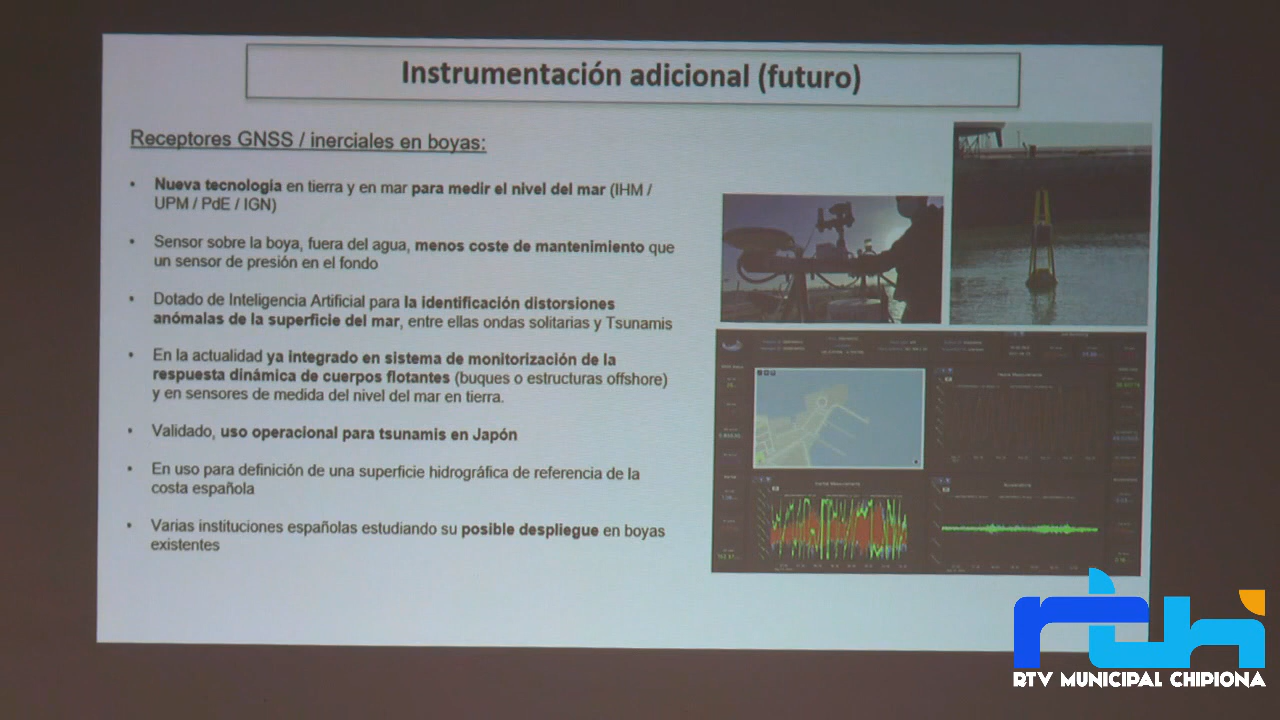 Instrumentación adicional (futuro)
Receptores GNSS / inerciales en boyas:
• Nueva tecnología en tierra y en mar para medir el nivel del mar (IHM /
UPM / PdE / IGN)
• Sensor sobre la boya, fuera del agua, menos coste de mantenimiento que
un sensor de presión en el fondo
• Dotado de Inteligencia Artificial para la identificación distorsiones
anómalas de la superficie del mar, entre ellas ondas solitarias y Tsunamis
• En la actualidad ya integrado en sistema de monitorización de la
respuesta dinámica de cuerpos flotantes (buques o estructuras offshore)
y en sensores de medida del nivel del mar en tierra.
• Validado, uso operacional para tsunamis en Japón
• En uso para definición de una superficie hidrográfica de referencia de la
costa española
• Varias instituciones españolas estudiando su posible despliegue en boyas
existentes
RTV MUNICIPAL CHIPIONA